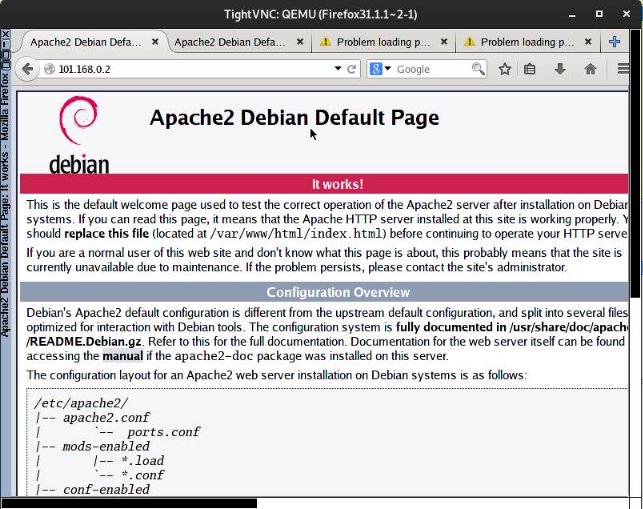 TightVNC: QEMU (Firefox31.1.1~2-1)
Apache2 Debian Default Page: It works - Mozilla Firefox
Apache2 Debian Defa...
Apache2 Debian Defa...
Problem loading p...
Problem loading p...
101.168.0.2
Google
Apache2 Debian Default Page
debian
It works!
This is the default welcome page used to test the correct operation of the Apache2 server after installation on Debian
systems. If you can read this page, it means that the Apache HTTP server installed at this site is working properly. Y
should replace this file (located at /var/www/html/index.html) before continuing to operate your HTTP serve
If you are a normal user of this web site and don't know what this page is about, this probably means that the site is
currently unavailable due to maintenance. If the problem persists, please contact the site's administrator.
Configuration Overview
Debian's Apache2 default configuration is different from the upstream default configuration, and split into several files
optimized for interaction with Debian tools. The configuration system is fully documented in /usr/share/doc/apache
/README.Debian.gz. Refer to this for the full documentation. Documentation for the web server itself can be found
accessing the manual if the apache2-doc package was installed on this server.
The configuration layout for an Apache2 web server installation on Debian systems is as follows:
/etc/apache2/
|-- apache2.conf
|       `--  ports.conf
|-- mods-enabled
|       |-- *.load
|       `-- *.conf
|-- conf-enabled